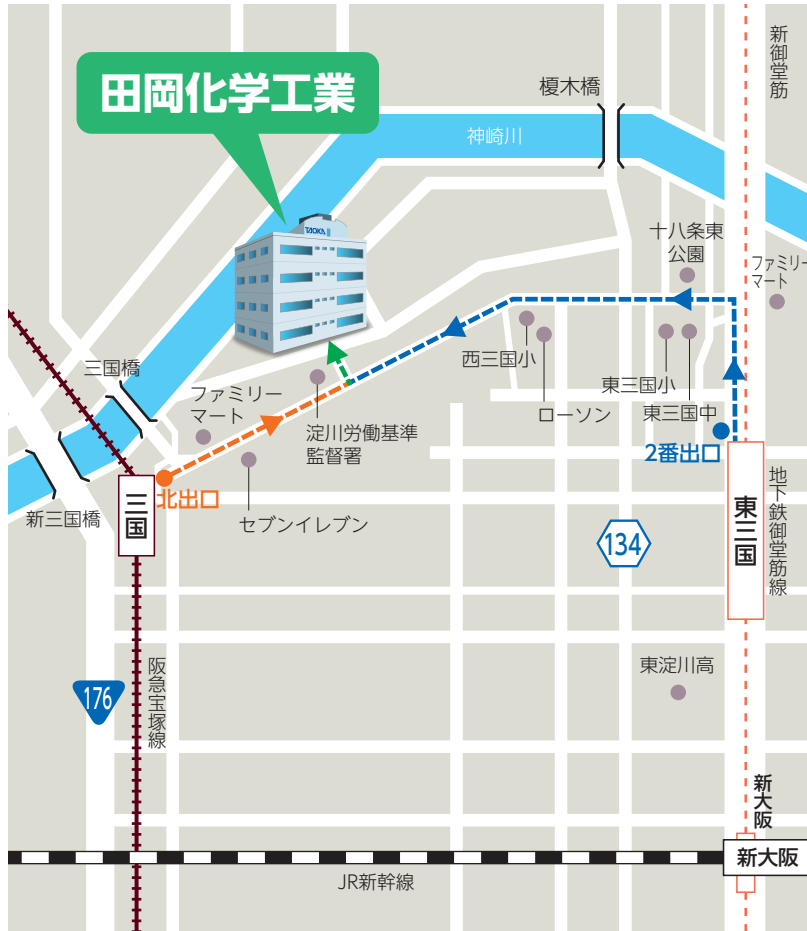 新御堂筋
田岡化学工業
榎木橋
神崎川
TAOKA
十八条東
公園
ファミリー
マート
三国橋
西三国小
東三国小
ファミリー
マート
ローソン
東三国中
淀川労働基準
監督署
2番出口
北出口
新三国橋
三国
セブンイレブン
134
東三国
地下鉄御堂筋線
阪急宝塚線
東淀川高
176
新大阪
新大阪
JR新幹線